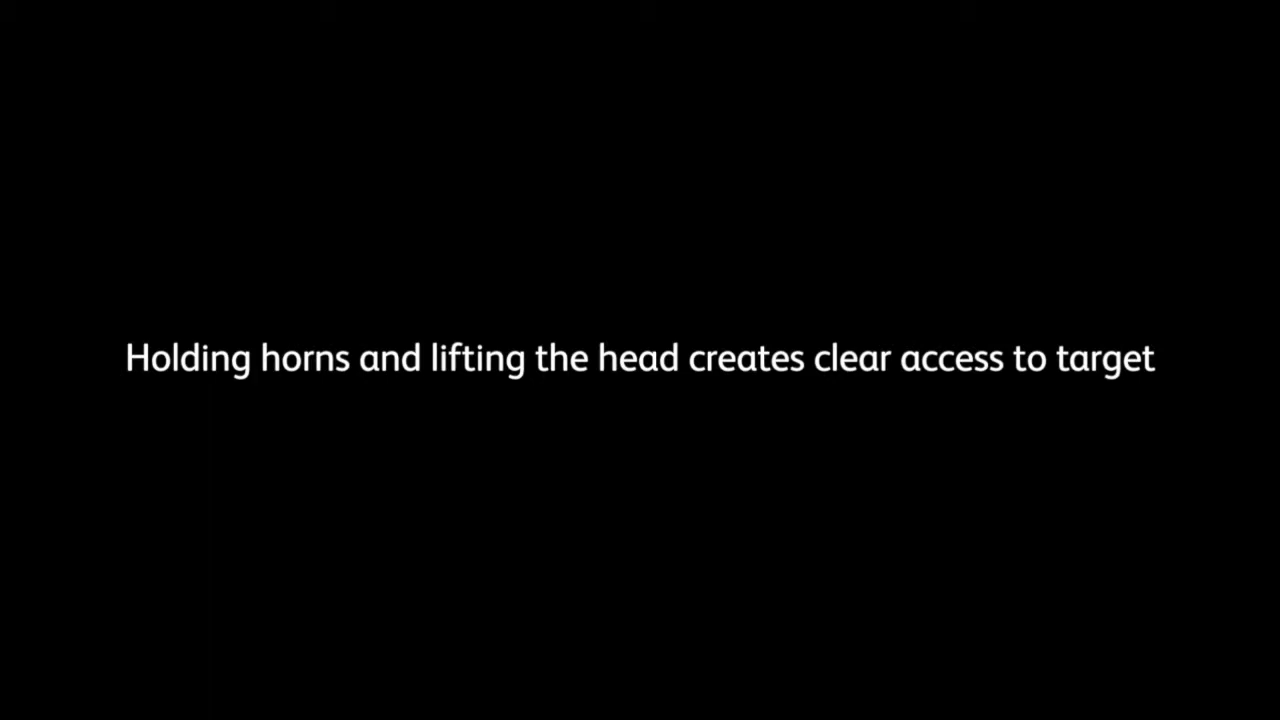 Holding horns and lifting the head creates clear access to target